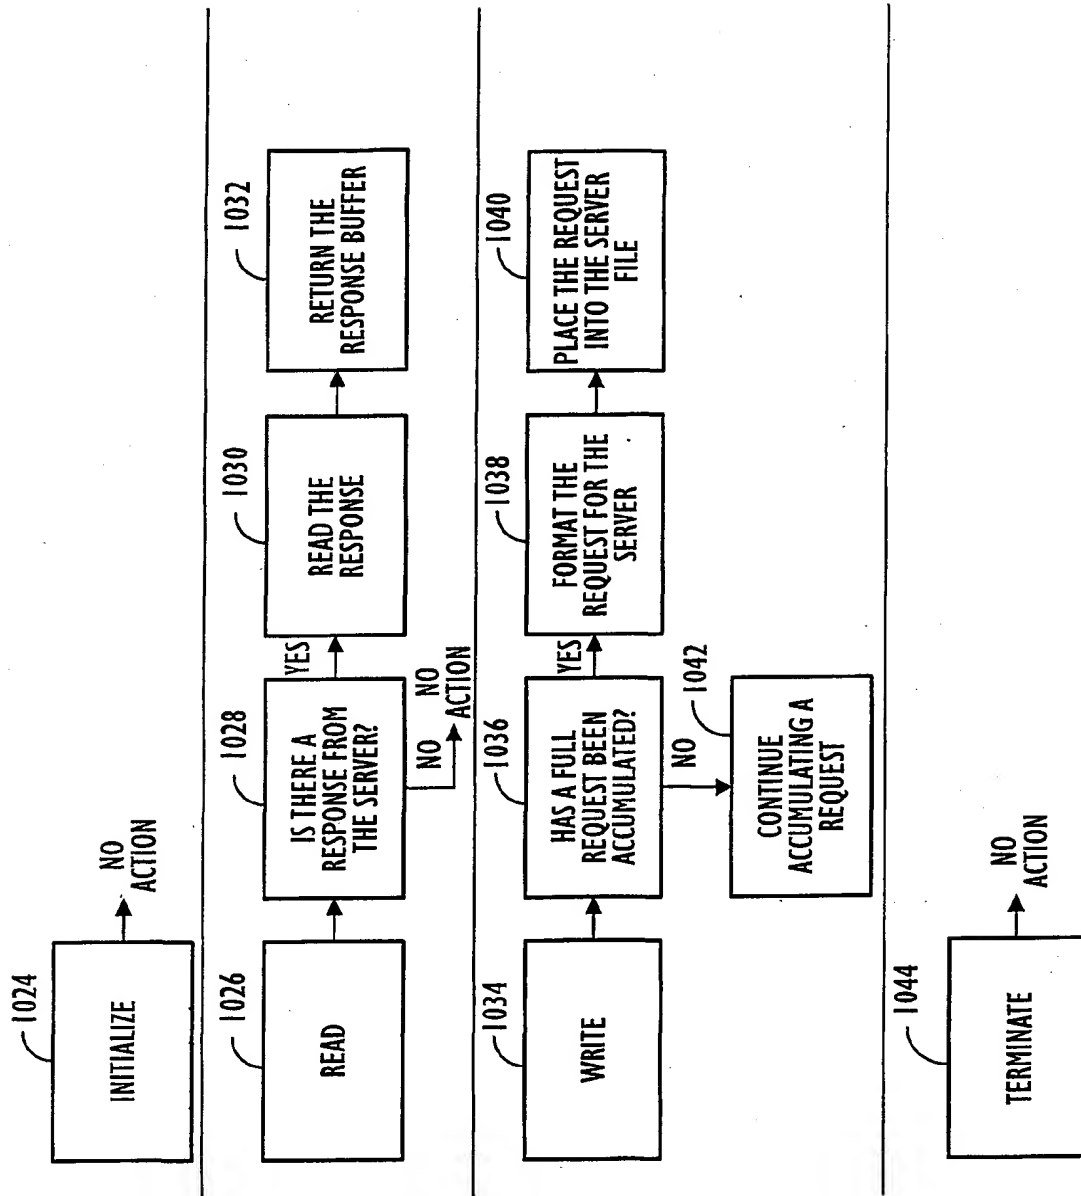 1024
INITIALIZE
NO
ACTION
1026
READ
1028
IS THERE A
RESPONSE FROM
THE SERVER?
YES
NO
NO
ACTION
1030
READ THE
RESPONSE
1032
RETURN THE
RESPONSE BUFFER
1034
WRITE
1036
HAS A FULL
REQUEST BEEN
ACCUMULATED?
YES
NO
1038
FORMAT THE
REQUEST FOR THE
SERVER
1040
PLACE THE REQUEST
INTO THE SERVER
FILE
1042
CONTINUE
ACCUMULATING A
REQUEST
1044
TERMINATE
NO
ACTION